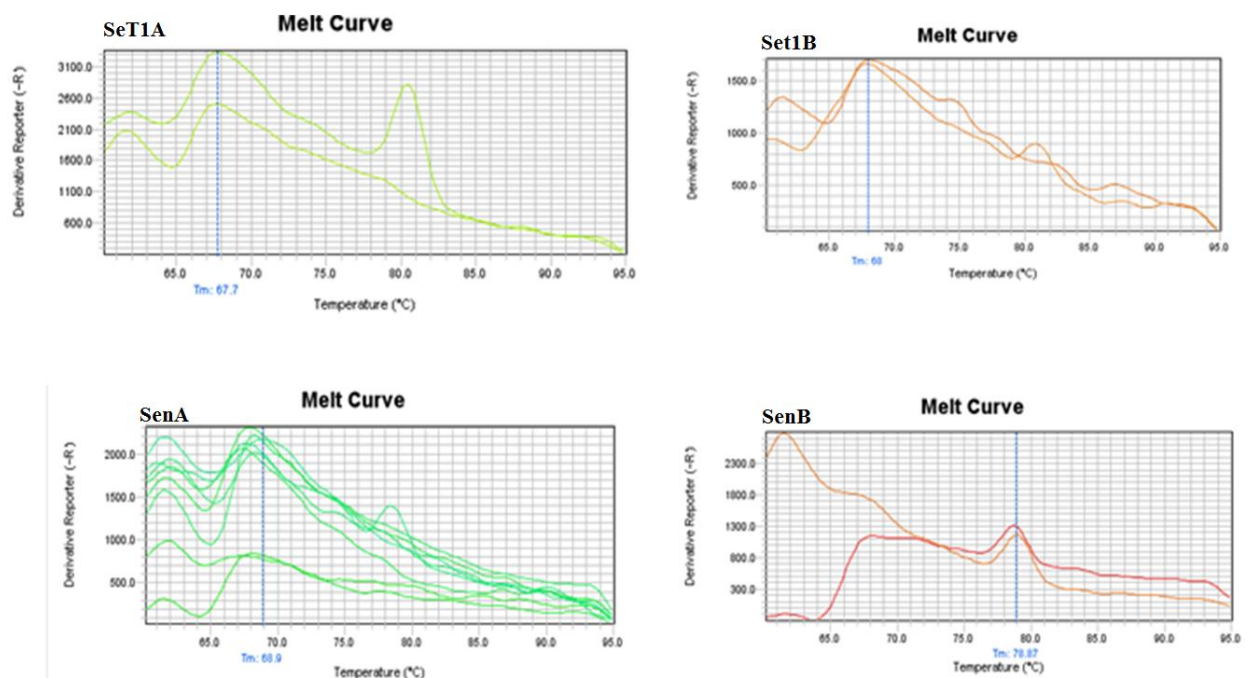 SeT1A
Melt Curve
Derivative Reporter (-R')
3100.0
2600.0
2100.0
1600.0
1100.0
600.0
65.0 70.0 75.0 80.0 85.0 90.0 95.0
Tm: 67.7
Temperature (°C)
Set1B
Melt Curve
Derivative Reporter (-R')
1500.0
1000.0
500.0
65.0 70.0 75.0 80.0 85.0 90.0 95.0
Tm: 68
Temperature (°C)
SenA
Melt Curve
Derivative Reporter (-R')
2000.0
1500.0
1000.0
500.0
65.0 70.0 75.0 80.0 85.0 90.0 95.0
Tm: 68.9
Temperature (°C)
SenB
Melt Curve
Derivative Reporter (-R')
2300.0
1800.0
1300.0
800.0
300.0
65.0 70.0 75.0 80.0 85.0 90.0 95.0
Tm: 78.87
Temperature (°C)